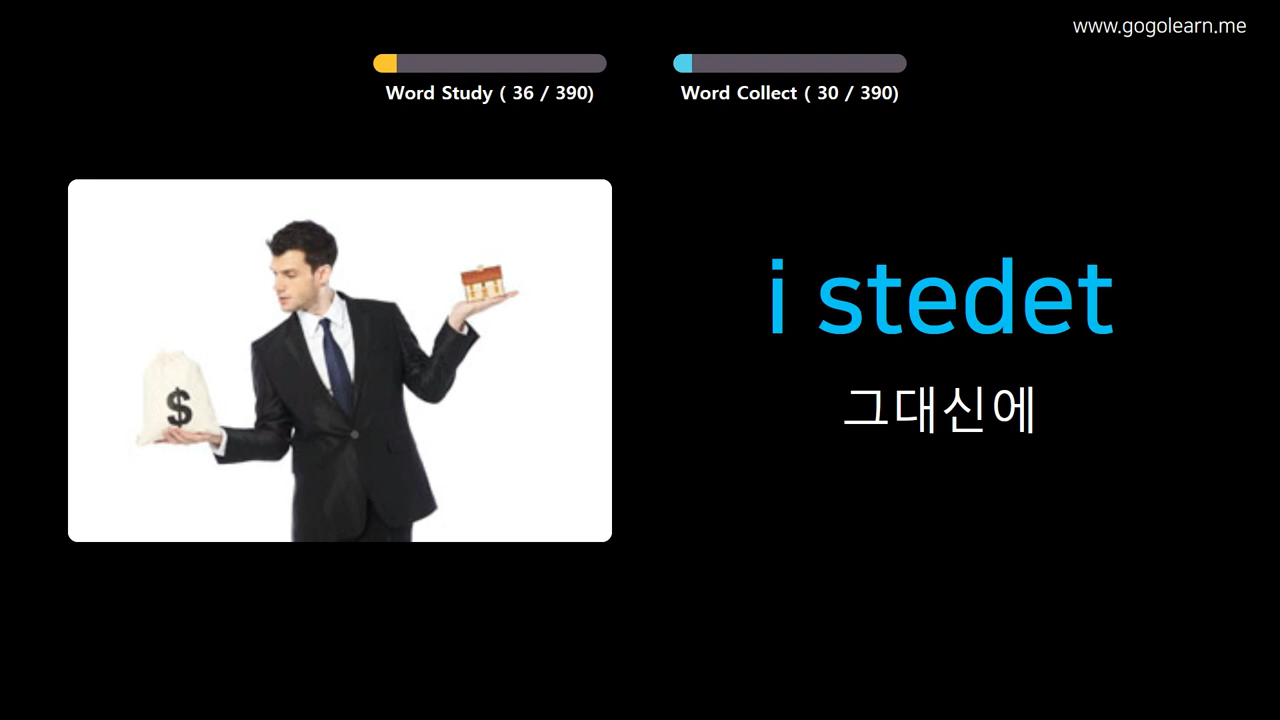 www.gogolearn.me
Word Study ( 36 / 390)
Word Collect ( 30 / 390)
$
i stedet
그대신에